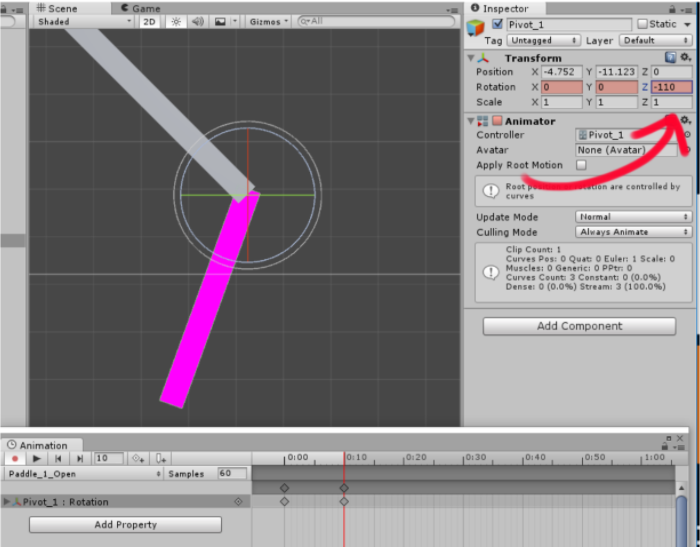 Scene Game
Shaded 2D Gizmos All
Inspector
Pivot_1 Static
Tag Untagged Layer Default
Transform
Position X -4.752 Y -11.123 Z 0
Rotation X 0 Y 0 Z -110
Scale X 1 Y 1 Z 1
Animator
Controller Pivot_1
Avatar None (Avatar)
Apply Root Motion
Root are controlled by
curves
Update Mode Normal
Culling Mode Always Animate
Clip Count: 1
Curves Pos: 0 Quat: 0 Euler: 1 Scale: 0
Muscles: 0 Generic: 0 PPtr: 0
Curves Count: 3 Constant: 0 (0.0%)
Dense: 0 (0.0%) Stream: 3 (100.0%)
Add Component
Animation
10 0:00 0:10 0:20 0:30 0:40 0:50 1:00
Paddle_1_Open Samples 60
Pivot_1 : Rotation
Add Property